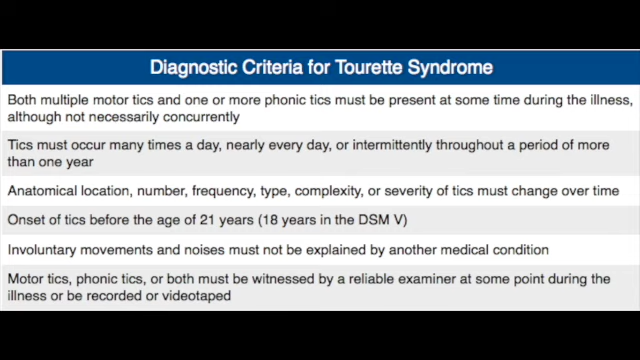 Diagnostic Criteria for Tourette Syndrome
Both multiple motor tics and one or more phonic tics must be present at some time during the illness,
although not necessarily concurrently
Tics must occur many times a day, nearly every day, or intermittently throughout a period of more
than one year
Anatomical location, number, frequency, type, complexity, or severity of tics must change over time
Onset of tics before the age of 21 years (18 years in the DSM V)
Involuntary movements and noises must not be explained by another medical condition
Motor tics, phonic tics, or both must be witnessed by a reliable examiner at some point during the
illness or be recorded or videotaped